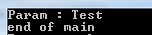 Param : Test
end of main